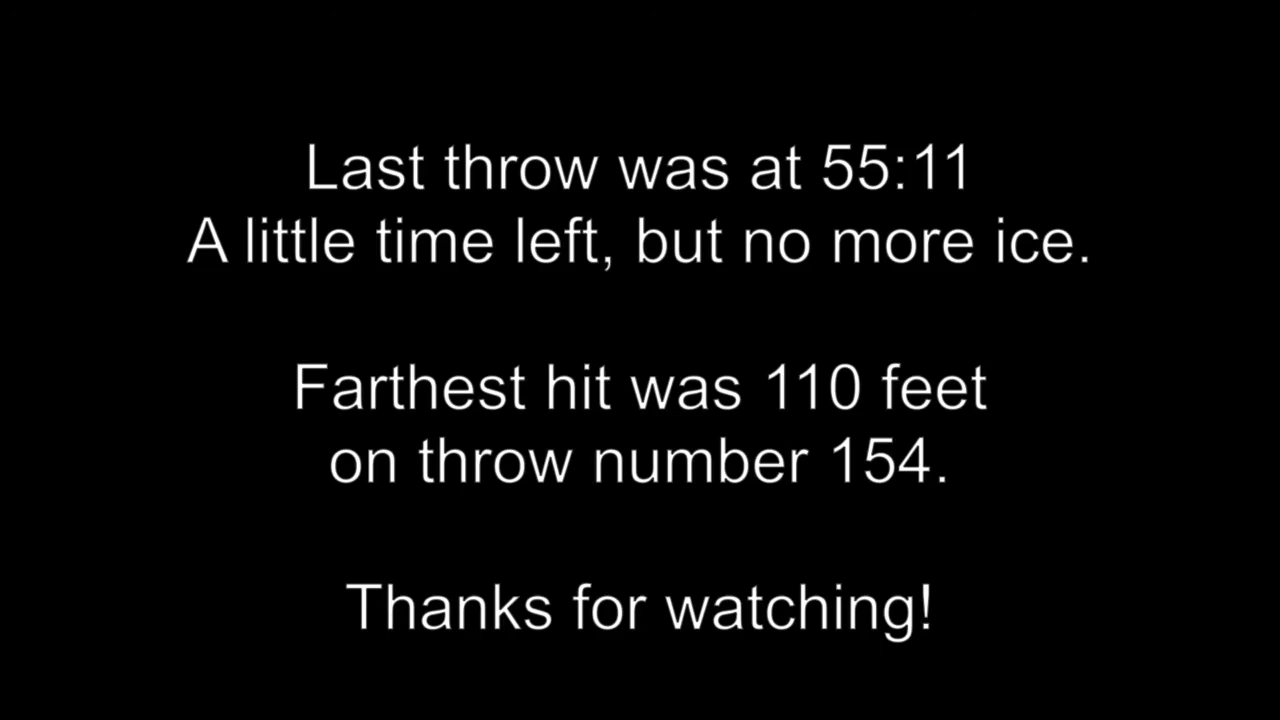 Last throw was at 55:11
A little time left, but no more ice.
Farthest hit was 110 feet
on throw number 154.
Thanks for watching!